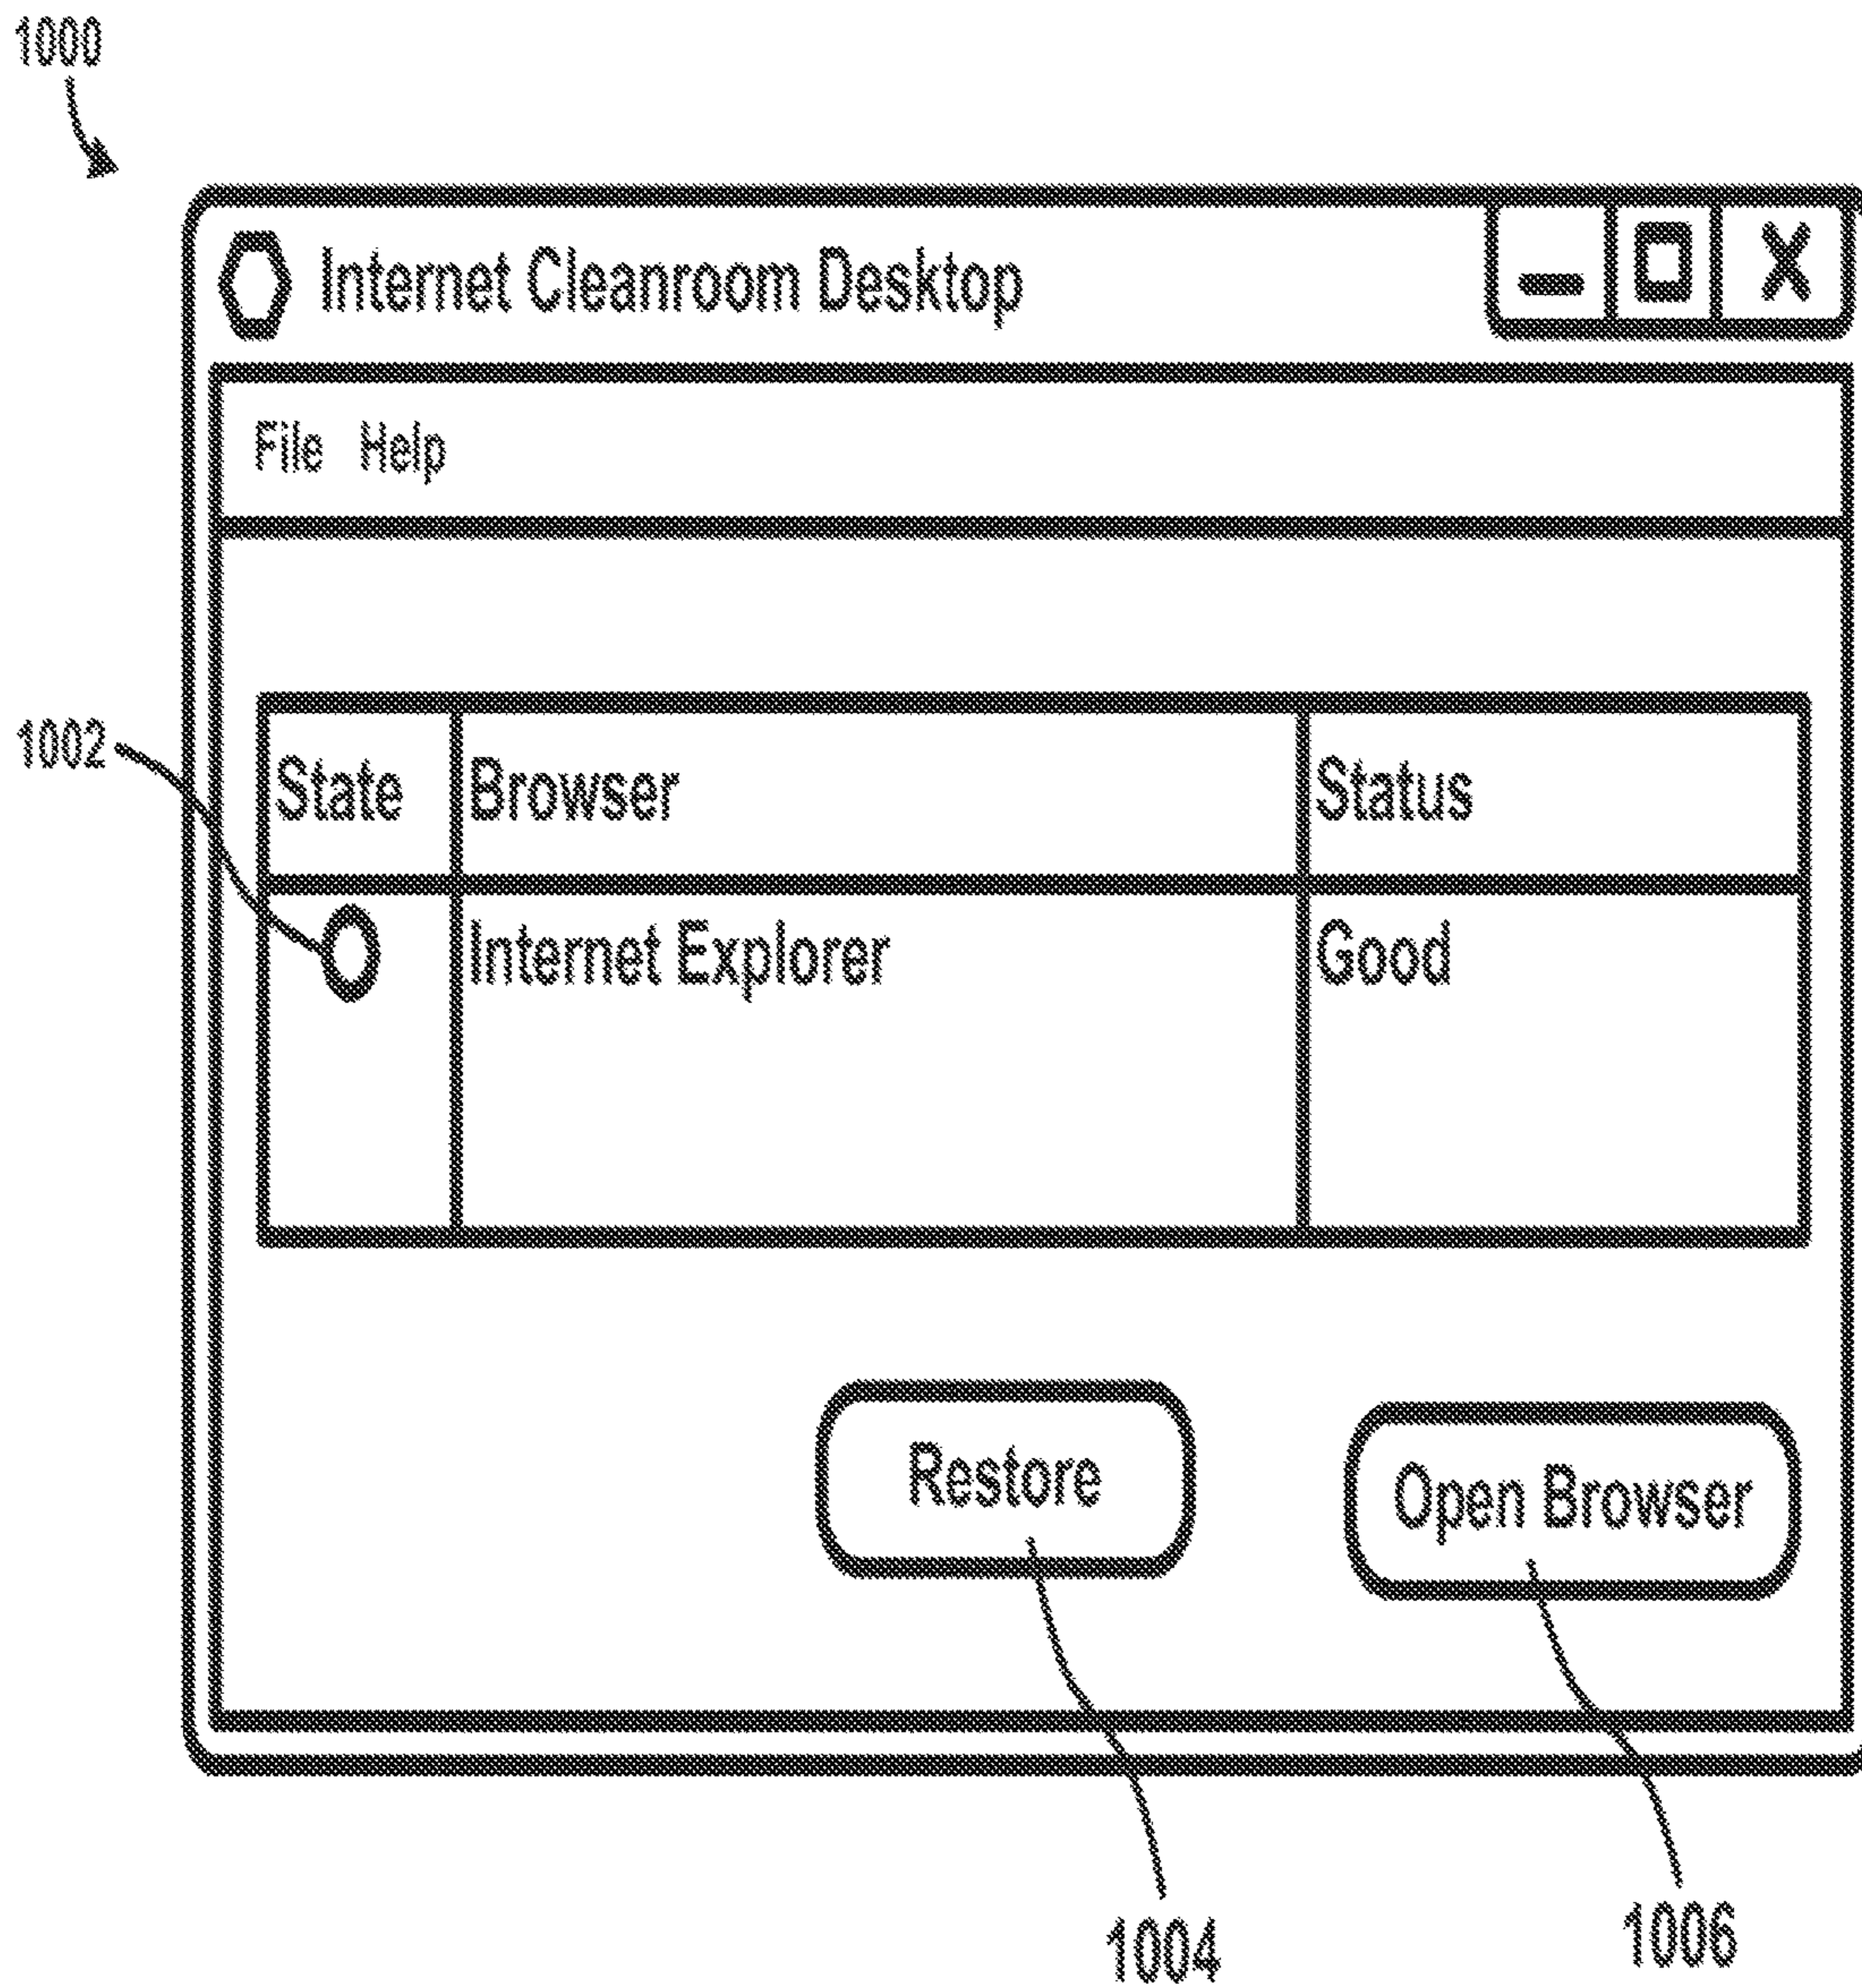 1000
Internet Cleanroom Desktop
File Help
1002
State Browser Status
Internet Explorer Good
Restore
Open Browser
1004
1006